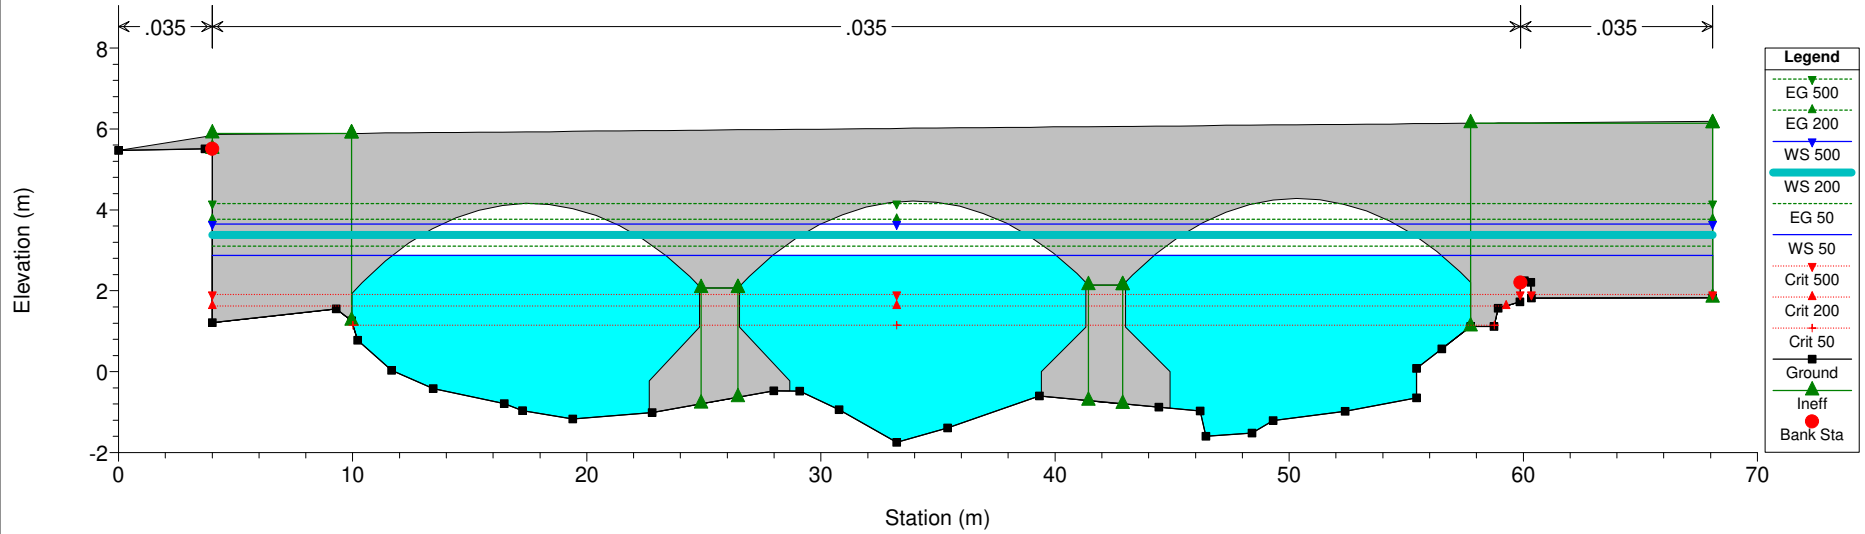 .035
.035
.035
8
6
4
2
0
-2
Elevation (m)
0
10
20
30
40
50
60
70
Station (m)
Legend
EG 500
EG 200
WS 500
WS 200
EG 50
WS 50
Crit 500
Crit 200
Crit 50
Ground
Ineff
Bank Sta